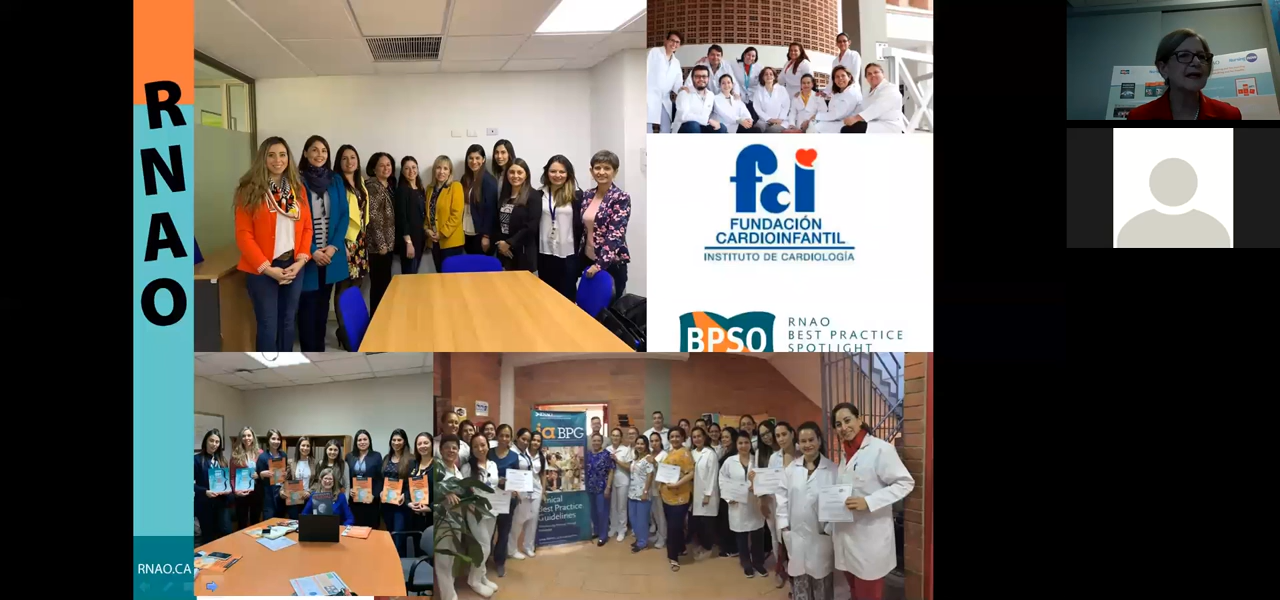 RNAO
fci
FUNDACIÓN
CARDIOINFANTIL
INSTITUTO DE CARDIOLOGÍA
BPSO
RNAO
BEST PRACTICE
SPOTLIGHT
BPG
Best Practice
Guidelines
RNAO.CA